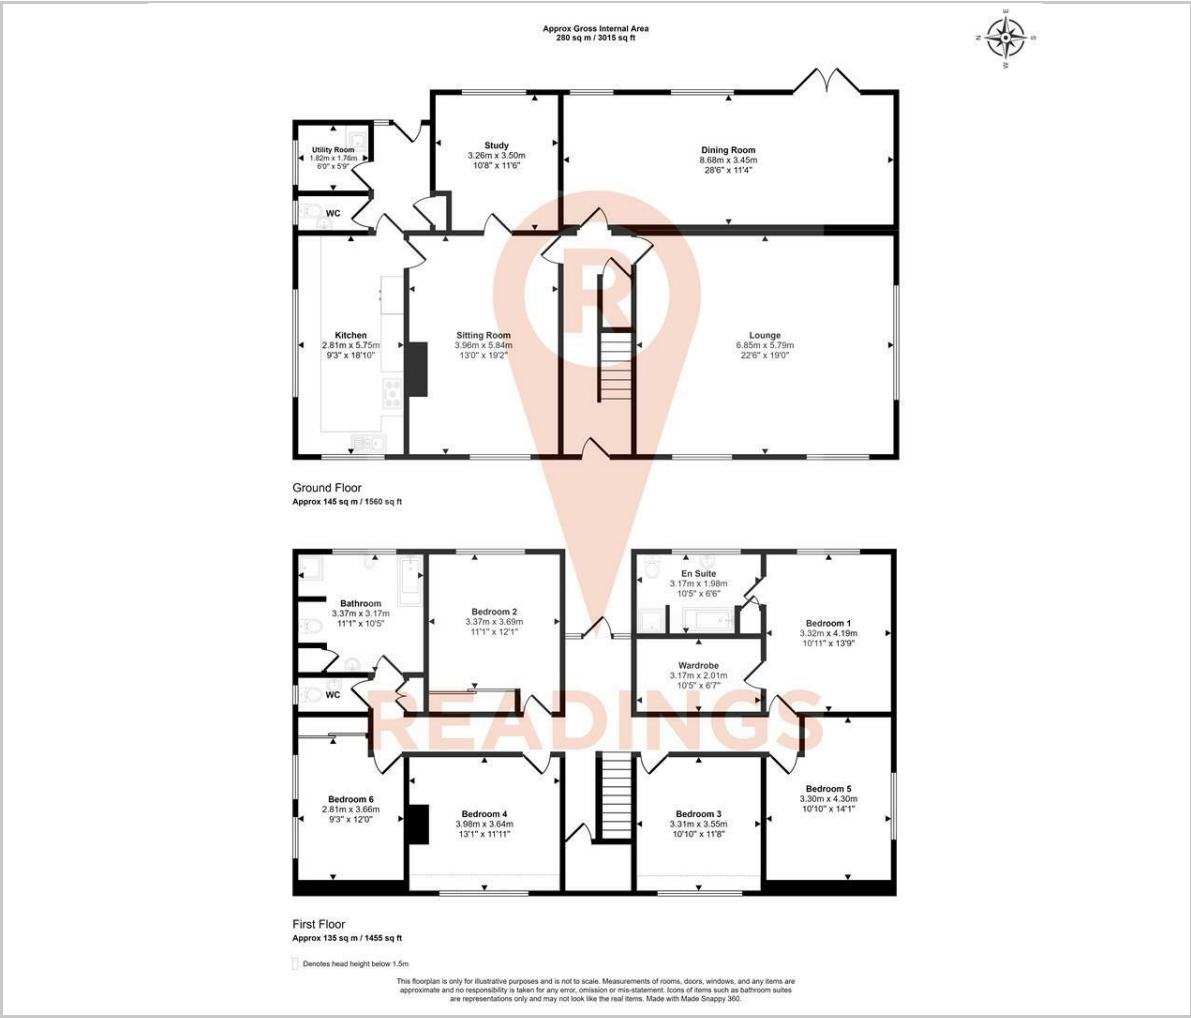 Approx Gross Internal Area
280 sq m / 3015 sq ft
E
N
S
W
Utility Room
1.82m x 1.76m
6'0" x 5'9"
WC
Study
3.26m x 3.50m
10'8" x 11'6"
Dining Room
8.68m x 3.45m
28'6" x 11'4"
Kitchen
2.81m x 5.75m
9'3" x 18'10"
Sitting Room
3.96m x 5.84m
13'0" x 19'2"
R
Lounge
6.85m x 5.79m
22'6" x 19'0"
Ground Floor
Approx 145 sq m / 1560 sq ft
Bathroom
3.37m x 3.17m
11'1" x 10'5"
Bedroom 2
3.37m x 3.69m
11'1" x 12'1"
En Suite
3.17m x 1.98m
10'5" x 6'6"
Bedroom 1
3.32m x 4.19m
10'11" x 13'9"
Wardrobe
3.17m x 2.01m
10'5" x 6'7"
WC
READINGS
Bedroom 6
2.81m x 3.66m
9'3" x 12'0"
Bedroom 4
3.98m x 3.64m
13'1" x 11'11"
Bedroom 3
3.31m x 3.55m
10'10" x 11'8"
Bedroom 5
3.30m x 4.30m
10'10" x 14'1"
First Floor
Approx 135 sq m / 1455 sq ft
Denotes head height below 1.5m
This floorplan is only for illustrative purposes and is not to scale. Measurements of rooms, doors, windows, and any items are
approximate and no responsibility is taken for any error, omission or mis-statement. Icons of items such as bathroom suites
are representations only and may not look like the real items. Made with Made Snappy 360.